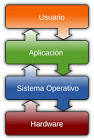 Usuario
Aplicación
Sistema Operativo
Hardware